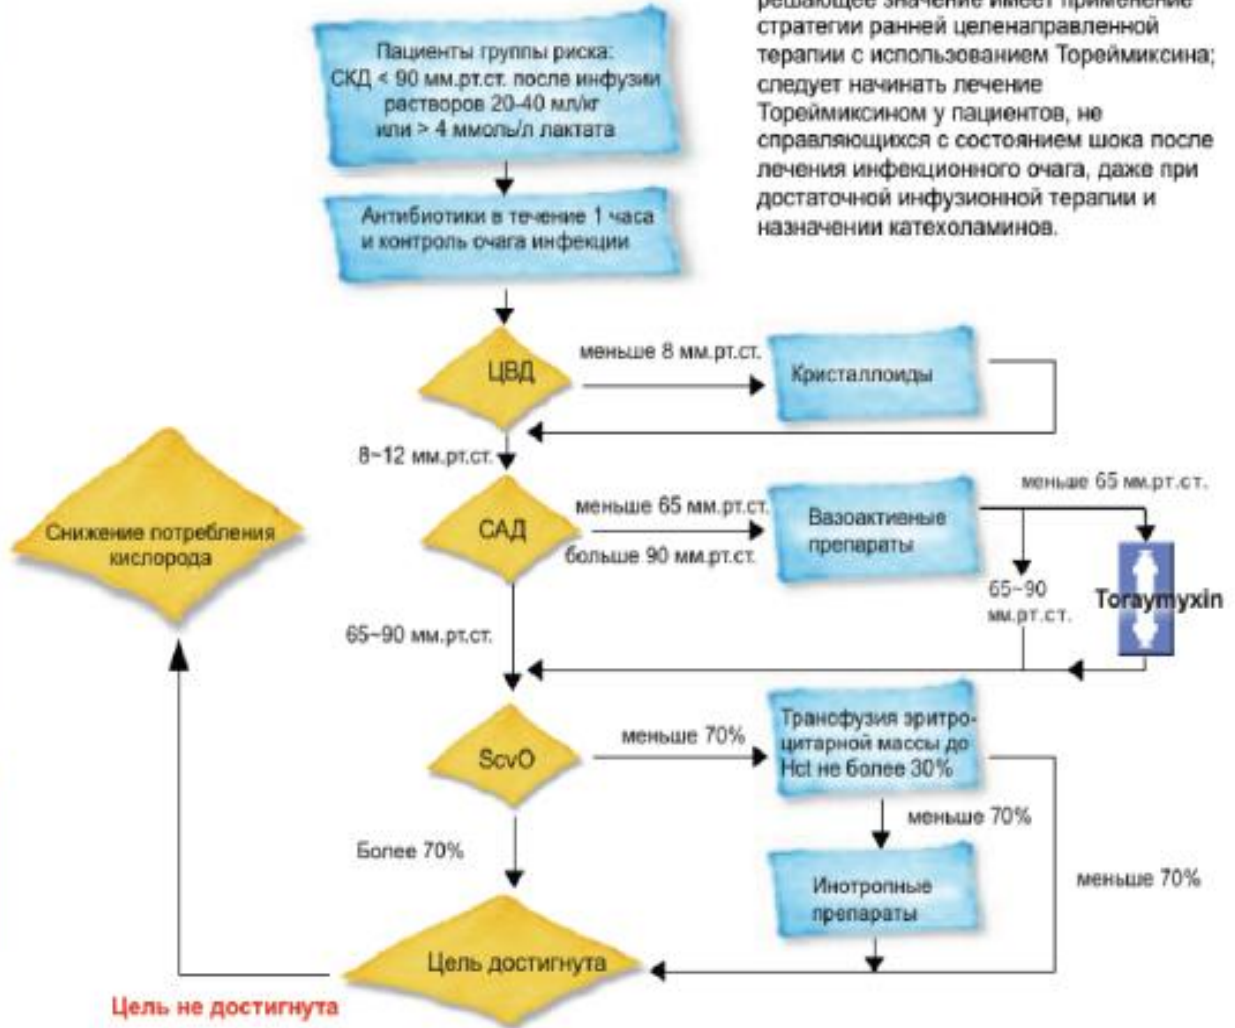 решающее значение имеет применение
стратегии ранней целенаправленной
терапии с использованием Тореймиксина;
следует начинать лечение
Тореймиксином у пациентов, не
справляющихся с состоянием шока после
лечения инфекционного очага, даже при
достаточной инфузионной терапии и
назначении катехоламинов.
Пациенты группы риска:
СКД < 90 мм.рт.ст. после инфузии
растворов 20-40 мл/кг
или > 4 ммоль/л лактата
Антибиотики в течение 1 часа
и контроль очага инфекции
ЦВД
меньше 8 мм.рт.ст.
Кристаллоиды
8~12 мм.рт.ст.
САД
меньше 65 мм.рт.ст.
больше 90 мм.рт.ст.
Вазоактивные
препараты
меньше 65 мм.рт.ст.
65~90
мм.рт.ст.
Toraymyxin
65~90 мм.рт.ст.
ScvO
меньше 70%
Транофузия эритро-
цитарной массы до
Hct не более 30%
меньше 70%
Инотропные
препараты
меньше 70%
Более 70%
Цель достигнута
Цель не достигнута
Снижение потребления
кислорода